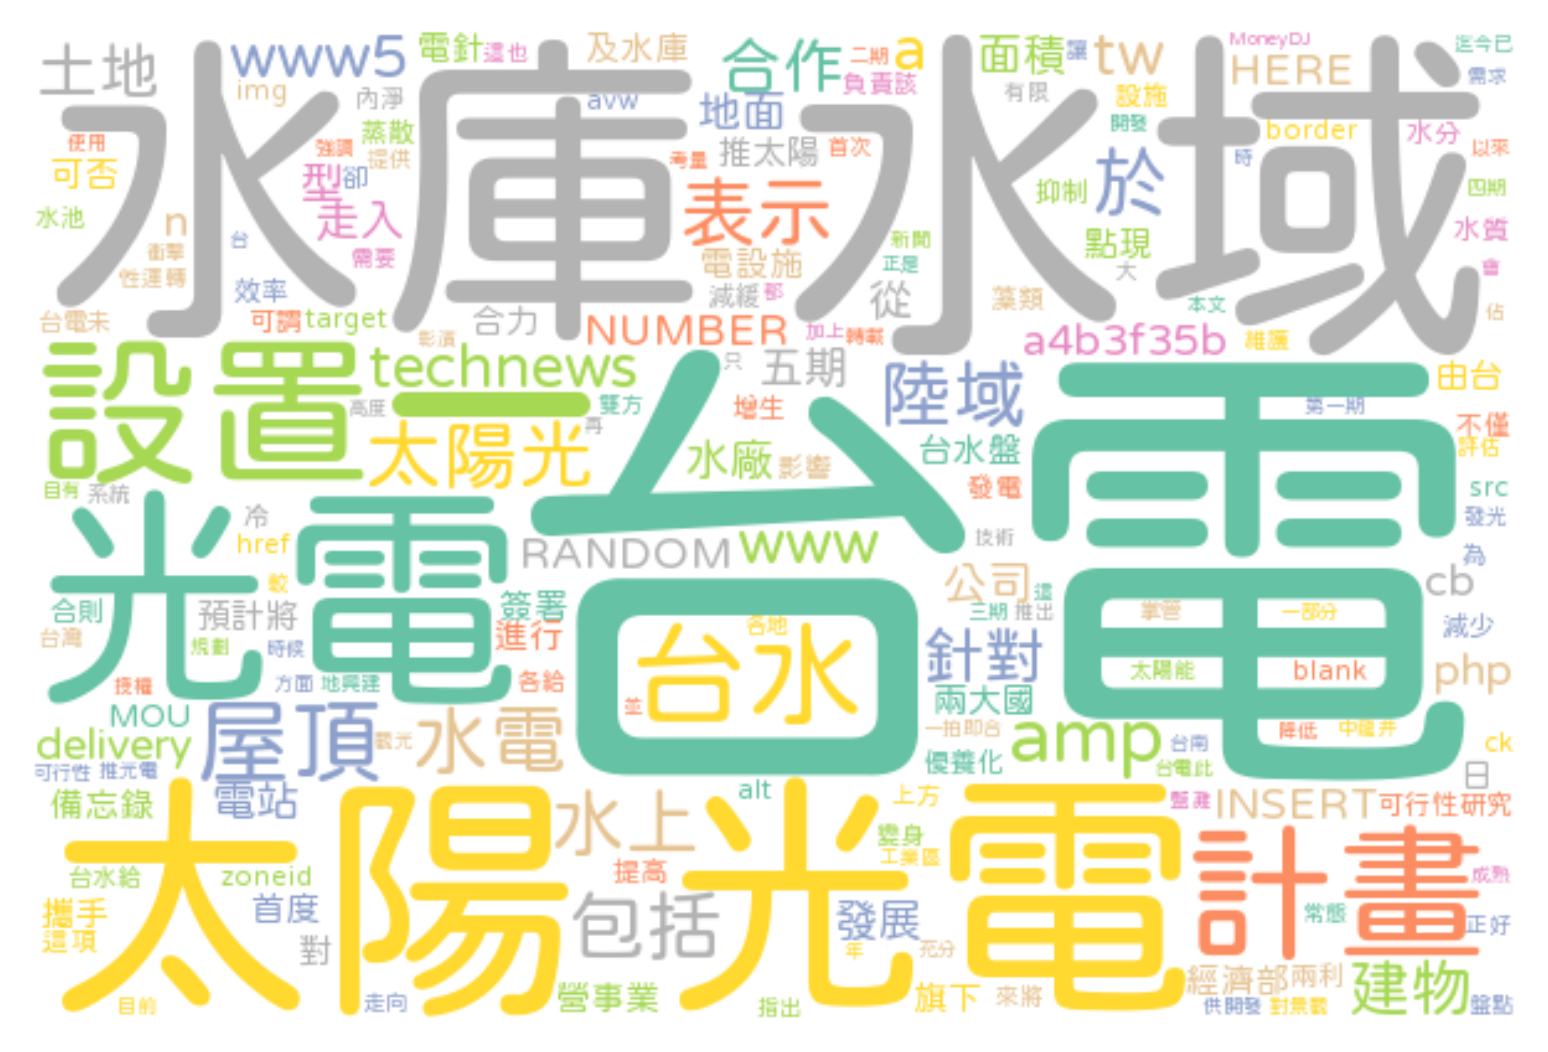 土地
www5
電針
這也
及水庫
合作
二期
a
面積
讓
tw
MoneyDJ
HERE
迄今已
需求
img
內淨
avw
地面
負責該
有限
設施
水庫水域
使用
強調
蒸散
提供
考量
推太陽
首次
開發
border
水分
以來
可否
型
卻
表示
抑制
於
時
四期
水池
n
走入
新聞
點現
水質
衝擊
台
需要
電設施
正是
大
會
性運轉
效率
減緩
部
從
藻類
本文
佔
台電未
可謂
target
影演
合力
NUMBER
加上
轉載
a4b3f35b
維護
設置
technews
只
五期
陸域
由台
高度
一
雙方
增生
第一期
不僅
太陽光
再
水廠
影響
台水盤
評估
目有
系統
發電
src
台電
光電
冷
href
RANDOM
www
技術
發光
為
較
公司
這
cb
合則
預計將
簽署
三期
推出
掌管
一部分
台灣
規劃
時候
進行
台水
各地
針對
減少
授權
方面
地興建
各給
並
兩大國
太陽能
blank
php
MOU
屋頂
觀光
水電
一拍即合
amp
台南
降低
中龍井
ck
delivery
可行性
推光電
優養化
台電此
日
備忘錄
電站
alt
上方
鹽灘
INSERT
可行性研究
太陽光電
水上
變身
工業區
計畫
台水給
zoneid
提高
成熟
攜手
這項
首度
包括
發展
常態
正好
對
年
充分
目前
走向
營事業
指出
旗下
來將
經濟部
兩利
供開發
對景觀
建物
盤點